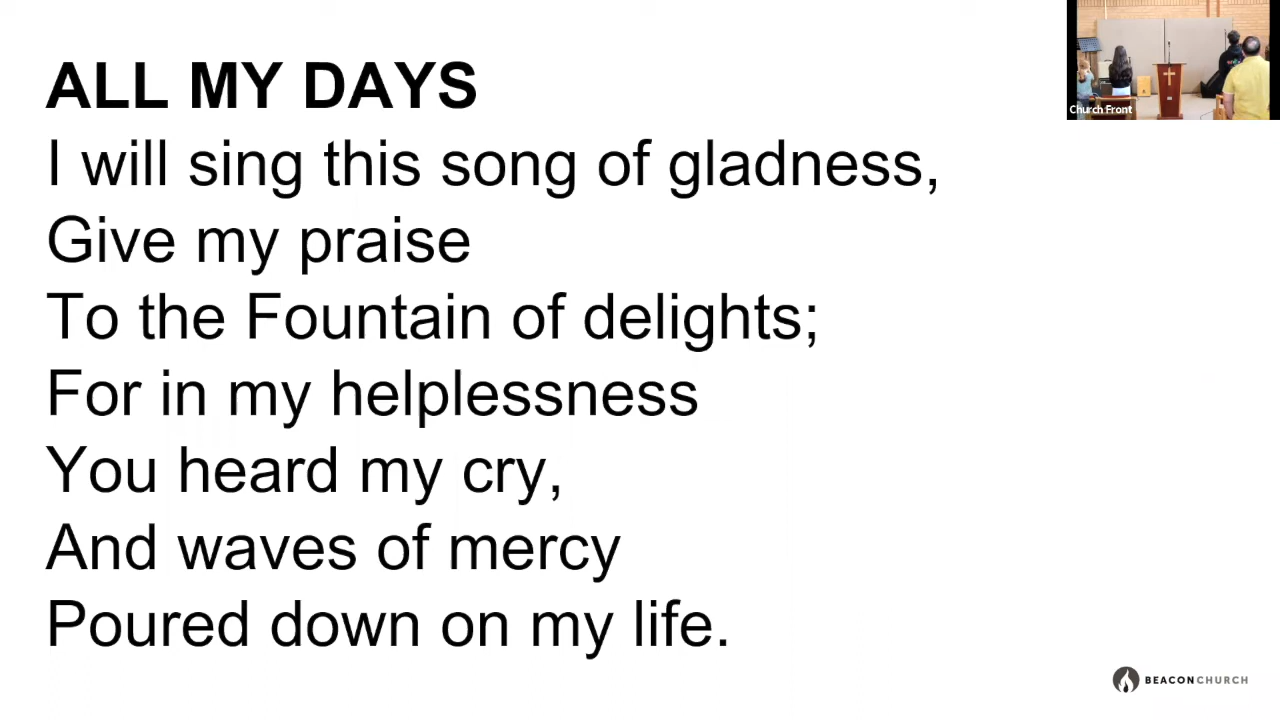 ALL MY DAYS
I will sing this song of gladness,
Give my praise
To the Fountain of delights;
For in my helplessness
You heard my cry,
And waves of mercy
Poured down on my life.
Church Front
BEACONCHURCH